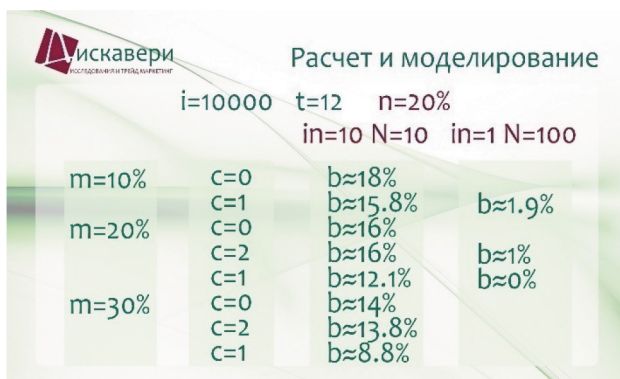 Дискавери
ИССЛЕДОВАНИЯ И ТРЕЙД МАРКЕТИНГ
Расчет и моделирование
i=10000 t=12 n=20%
in=10 N=10 in=1 N=100
m=10% c=0 b≈18%
c=1 b≈15.8% b≈1.9%
m=20% c=0 b≈16%
c=2 b≈16% b≈1%
c=1 b≈12.1% b≈0%
m=30% c=0 b≈14%
c=2 b≈13.8%
c=1 b≈8.8%